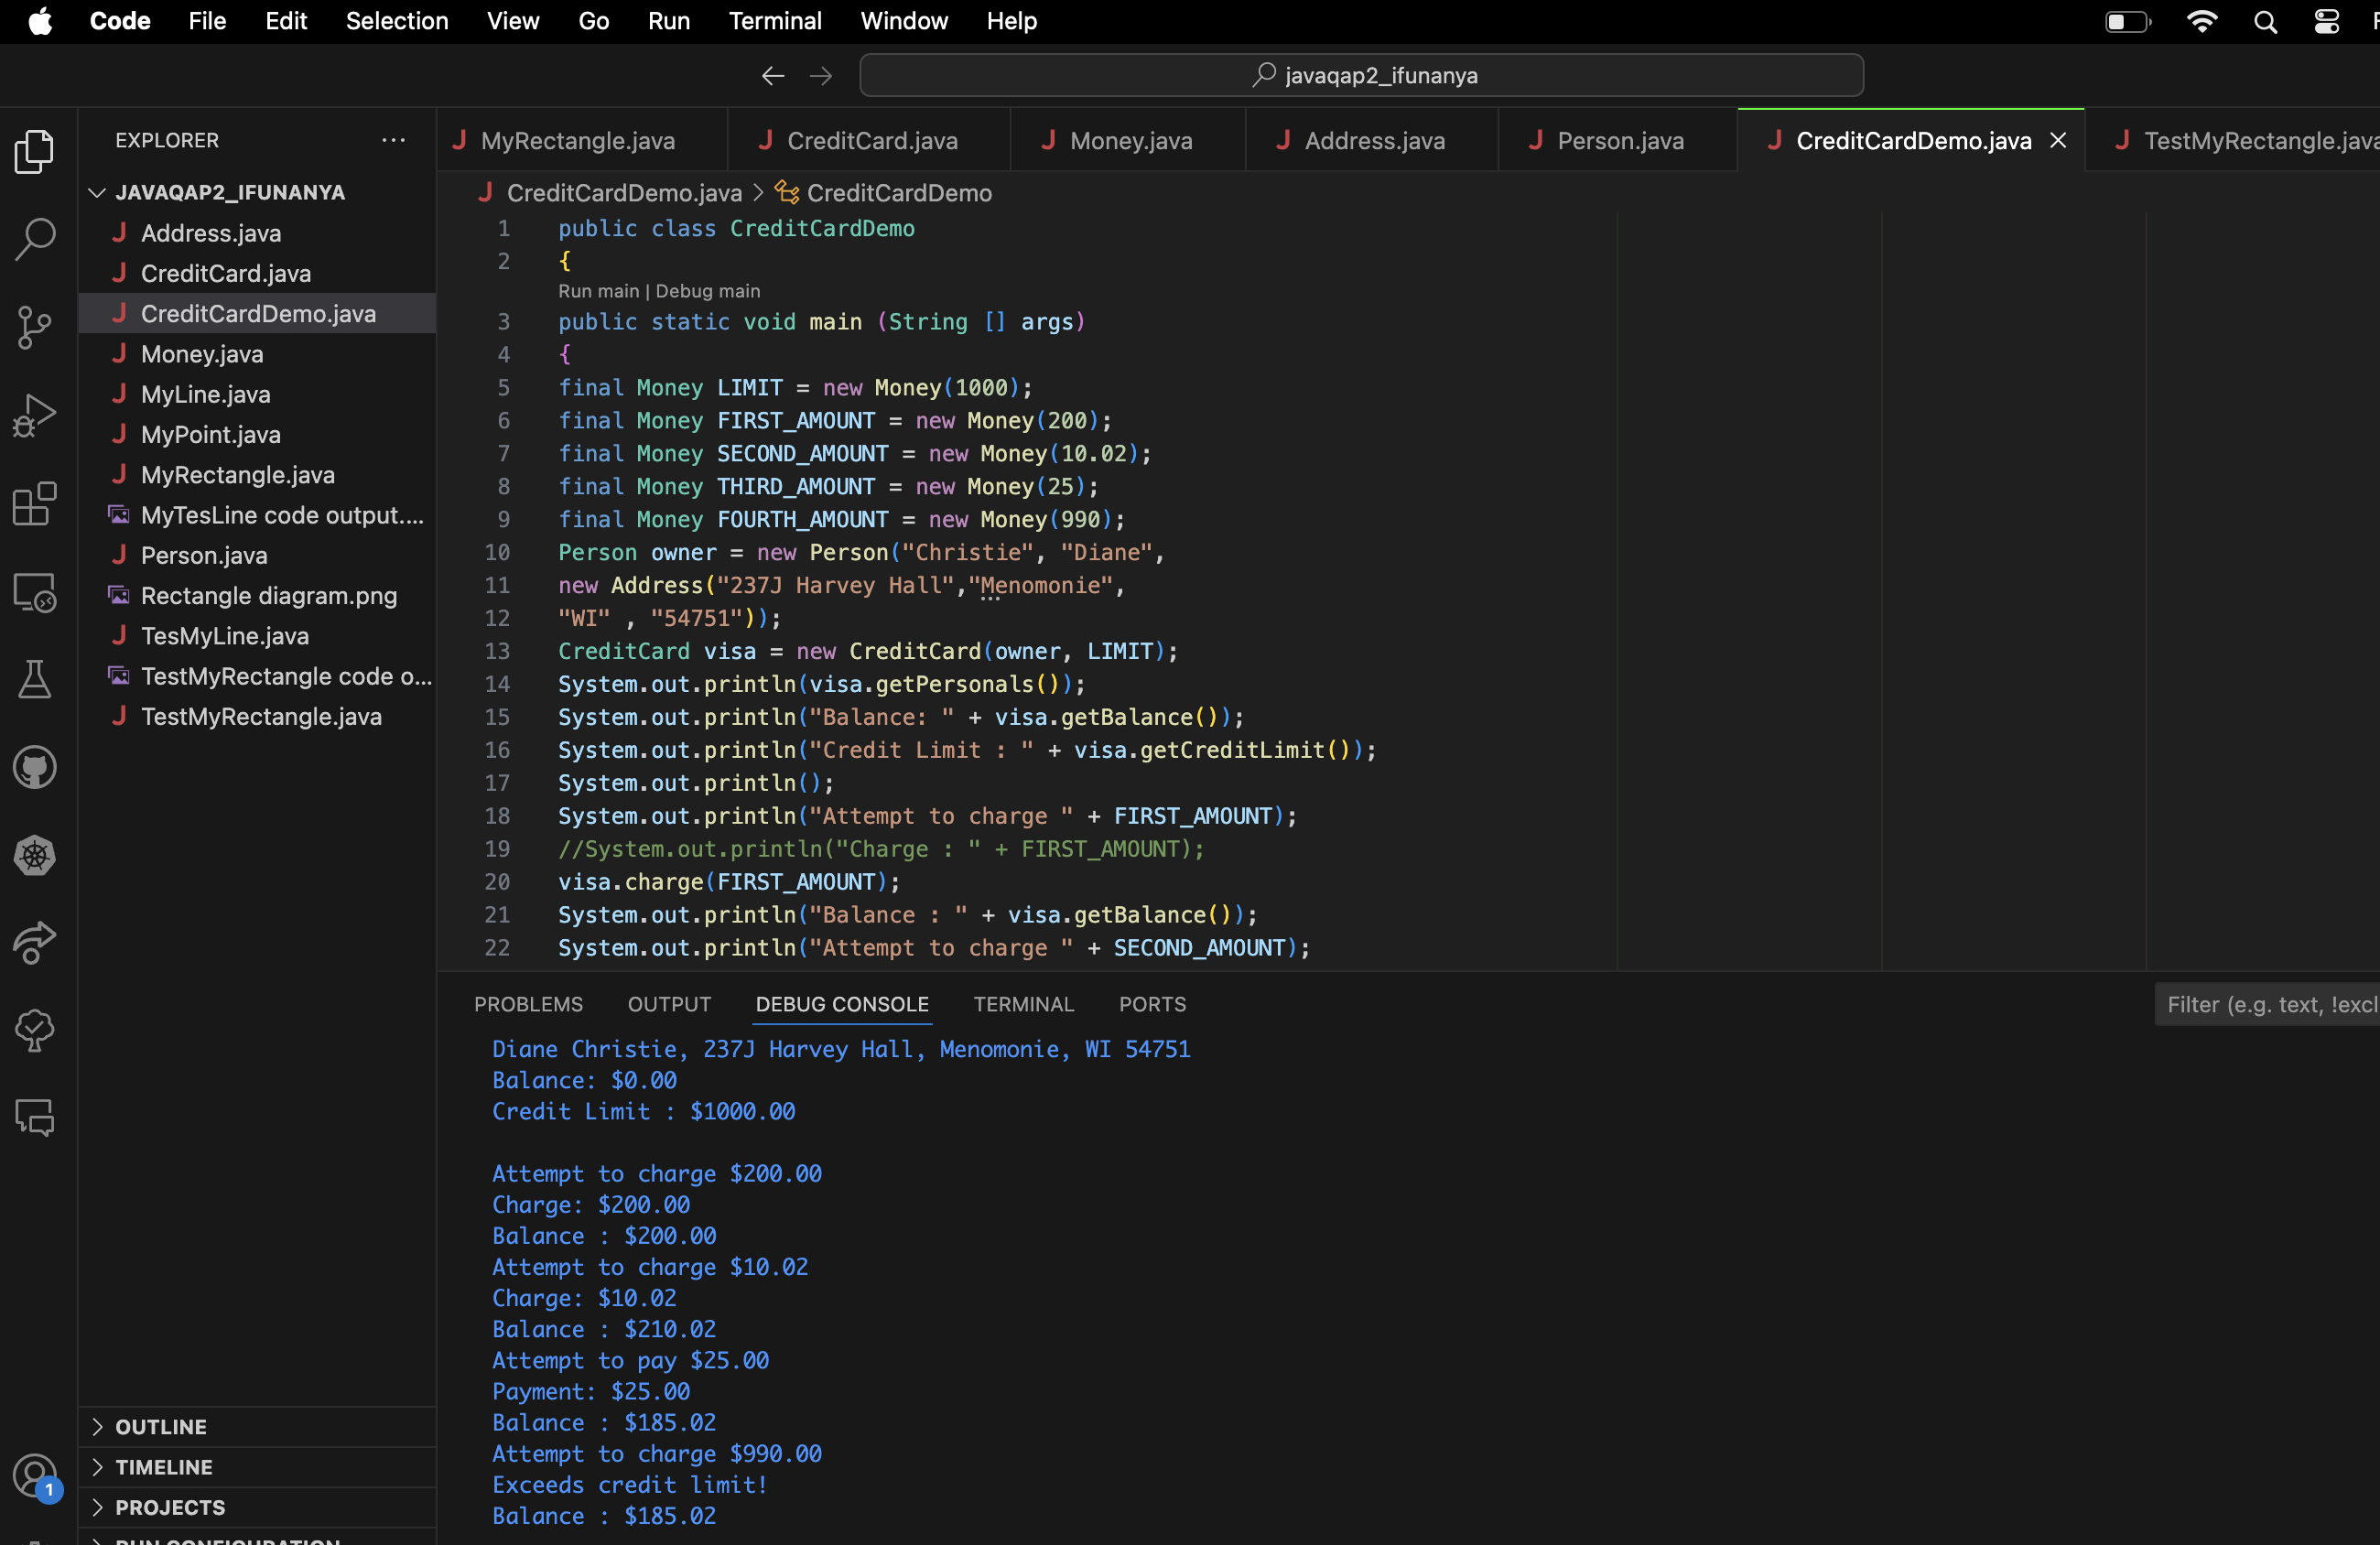 Code File Edit Selection View Go Run Terminal Window Help
javaqap2_ifunanya
EXPLORER
JAVAQAP2_IFUNANYA
Address.java
CreditCard.java
CreditCardDemo.java
Money.java
MyLine.java
MyPoint.java
MyRectangle.java
MyTesLine code output....
Person.java
Rectangle diagram.png
TesMyLine.java
TestMyRectangle code o...
TestMyRectangle.java
OUTLINE
TIMELINE
PROJECTS
RUN CONFIGURATION
1
MyRectangle.java CreditCard.java Money.java Address.java Person.java CreditCardDemo.java TestMyRectangle.java
CreditCardDemo.java > CreditCardDemo
1 public class CreditCardDemo
2 {
Run main | Debug main
3 public static void main (String [] args)
4 {
5 final Money LIMIT = new Money(1000);
6 final Money FIRST_AMOUNT = new Money(200);
7 final Money SECOND_AMOUNT = new Money(10.02);
8 final Money THIRD_AMOUNT = new Money(25);
9 final Money FOURTH_AMOUNT = new Money(990);
10 Person owner = new Person("Christie", "Diane",
11 new Address("237J Harvey Hall","Menomonie",
12 "WI" , "54751"));
13 CreditCard visa = new CreditCard(owner, LIMIT);
14 System.out.println(visa.getPersonals());
15 System.out.println("Balance: " + visa.getBalance());
16 System.out.println("Credit Limit : " + visa.getCreditLimit());
17 System.out.println();
18 System.out.println("Attempt to charge " + FIRST_AMOUNT);
19 //System.out.println("Charge : " + FIRST_AMOUNT);
20 visa.charge(FIRST_AMOUNT);
21 System.out.println("Balance : " + visa.getBalance());
22 System.out.println("Attempt to charge " + SECOND_AMOUNT);
PROBLEMS OUTPUT DEBUG CONSOLE TERMINAL PORTS
Filter (e.g. text, !excl
Diane Christie, 237J Harvey Hall, Menomonie, WI 54751
Balance: $0.00
Credit Limit : $1000.00
Attempt to charge $200.00
Charge: $200.00
Balance : $200.00
Attempt to charge $10.02
Charge: $10.02
Balance : $210.02
Attempt to pay $25.00
Payment: $25.00
Balance : $185.02
Attempt to charge $990.00
Exceeds credit limit!
Balance : $185.02